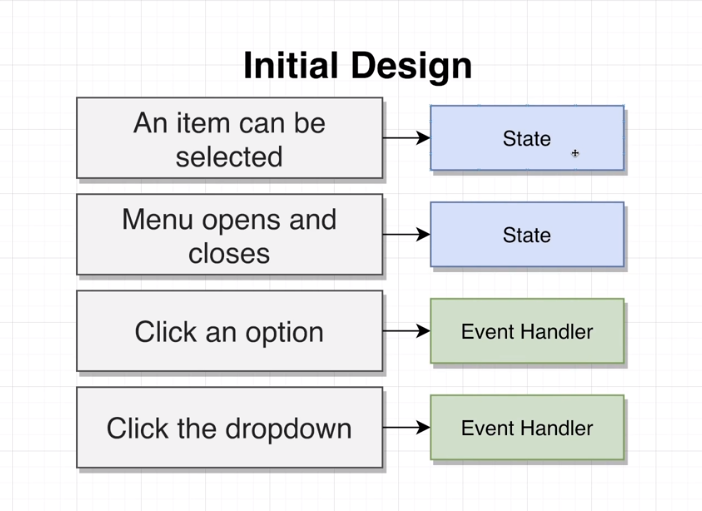 Initial Design
An item can be
selected
State
Menu opens and
closes
State
Click an option
Event Handler
Click the dropdown
Event Handler